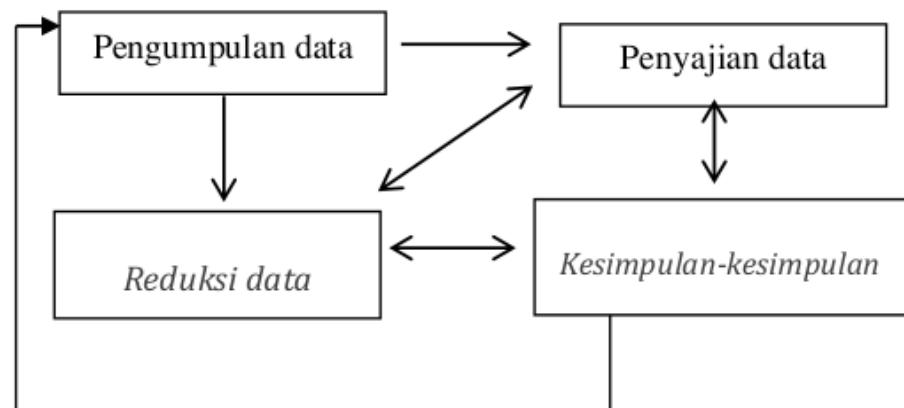 Pengumpulan data
Penyajian data
Reduksi data
Kesimpulan-kesimpulan